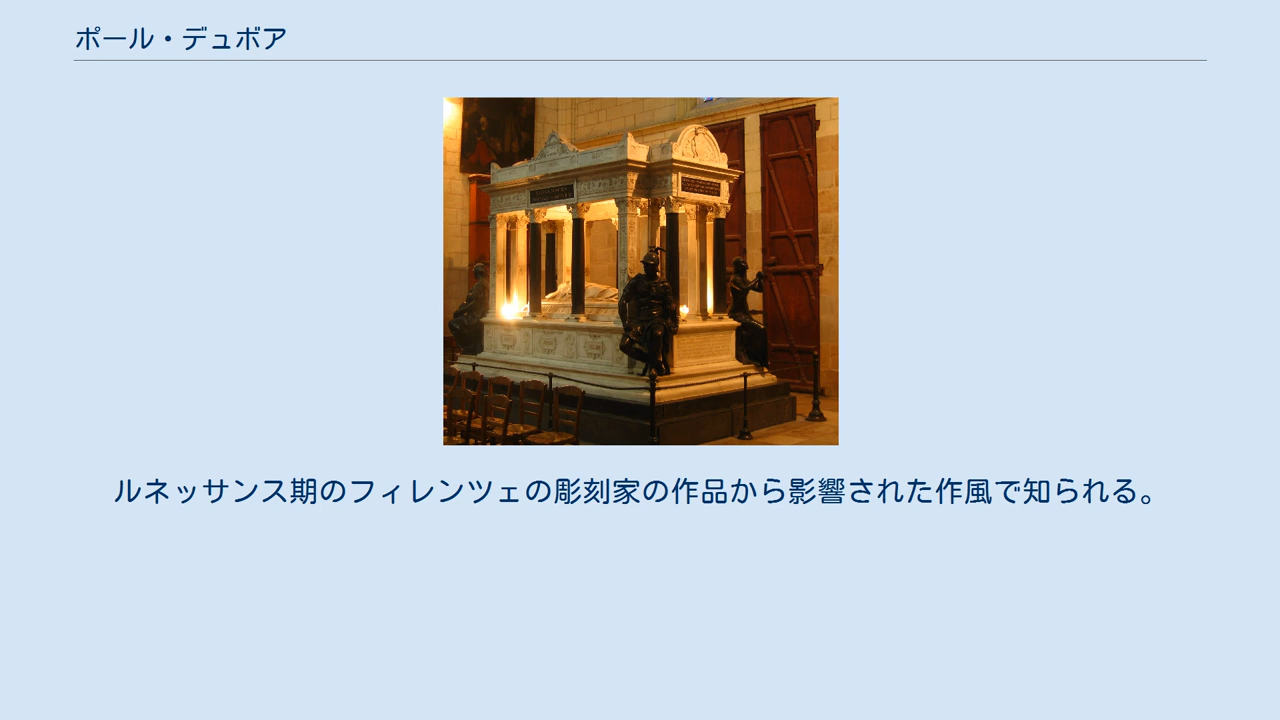 ポール・デュボア
ルネッサンス期のフィレンツェの彫刻家の作品から影響された作風で知られる。